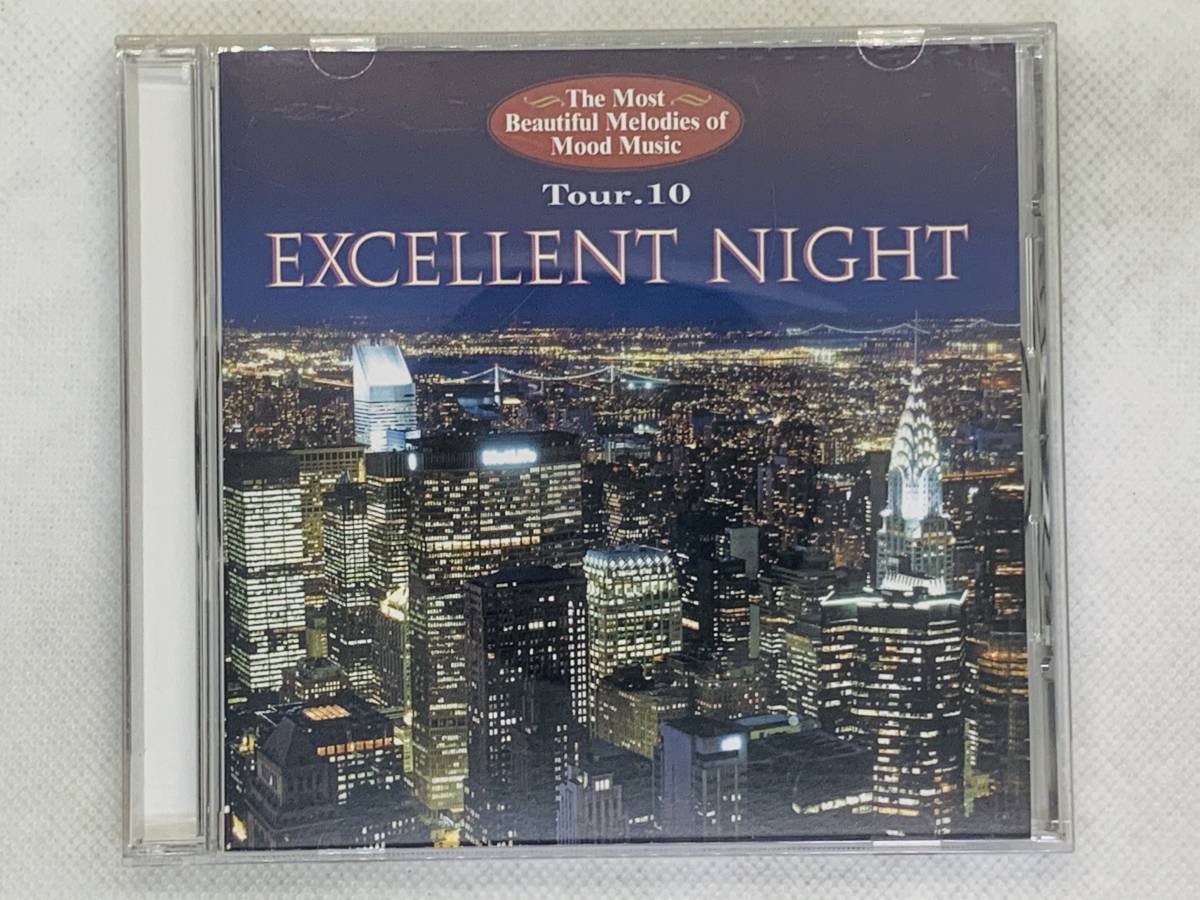 The Most
Beautiful Melodies of
Mood Music
Tour.10
EXCELLENT NIGHT